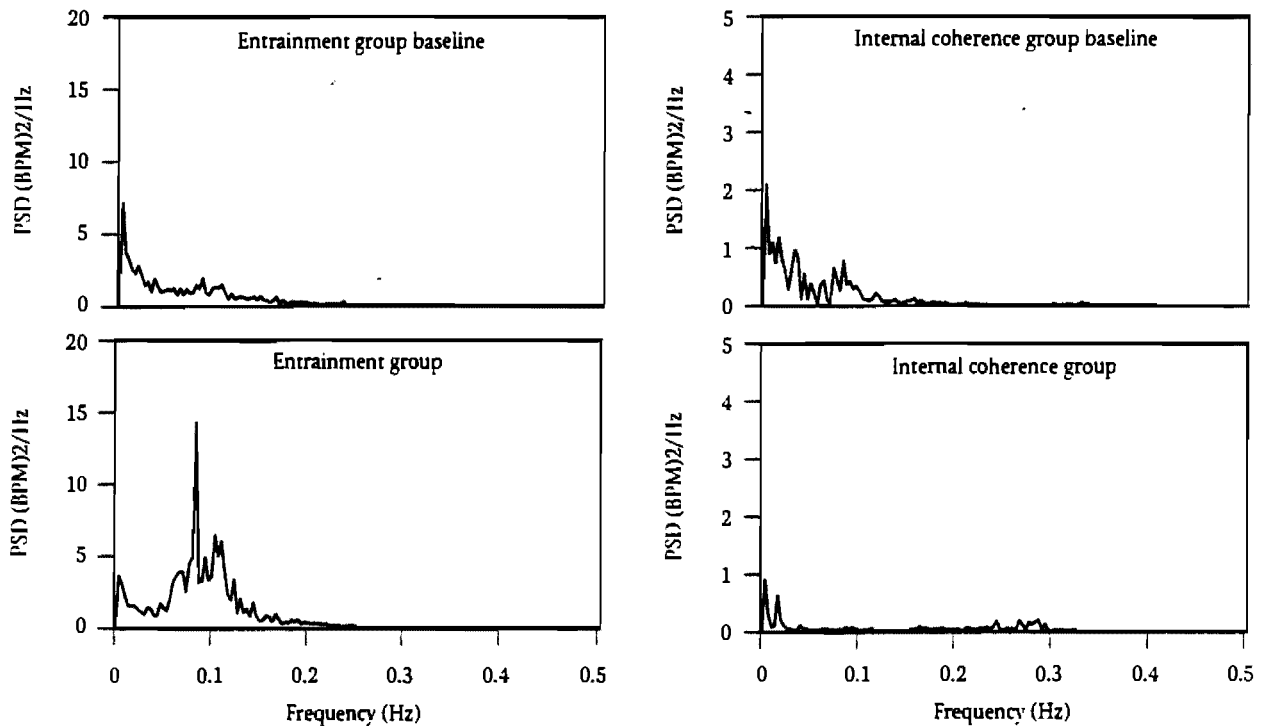 Entrainment group baseline
20
15
10
5
0
PSD (BPM)2/Hz
Internal coherence group baseline
5
4
3
2
1
0
PSD (BPM)2/Hz
Entrainment group
20
15
10
5
0
PSD (BPM)2/Hz
0 0.1 0.2 0.3 0.4 0.5
Frequency (Hz)
Internal coherence group
5
4
3
2
1
0
PSD (BPM)2/Hz
0 0.1 0.2 0.3 0.4 0.5
Frequency (Hz)